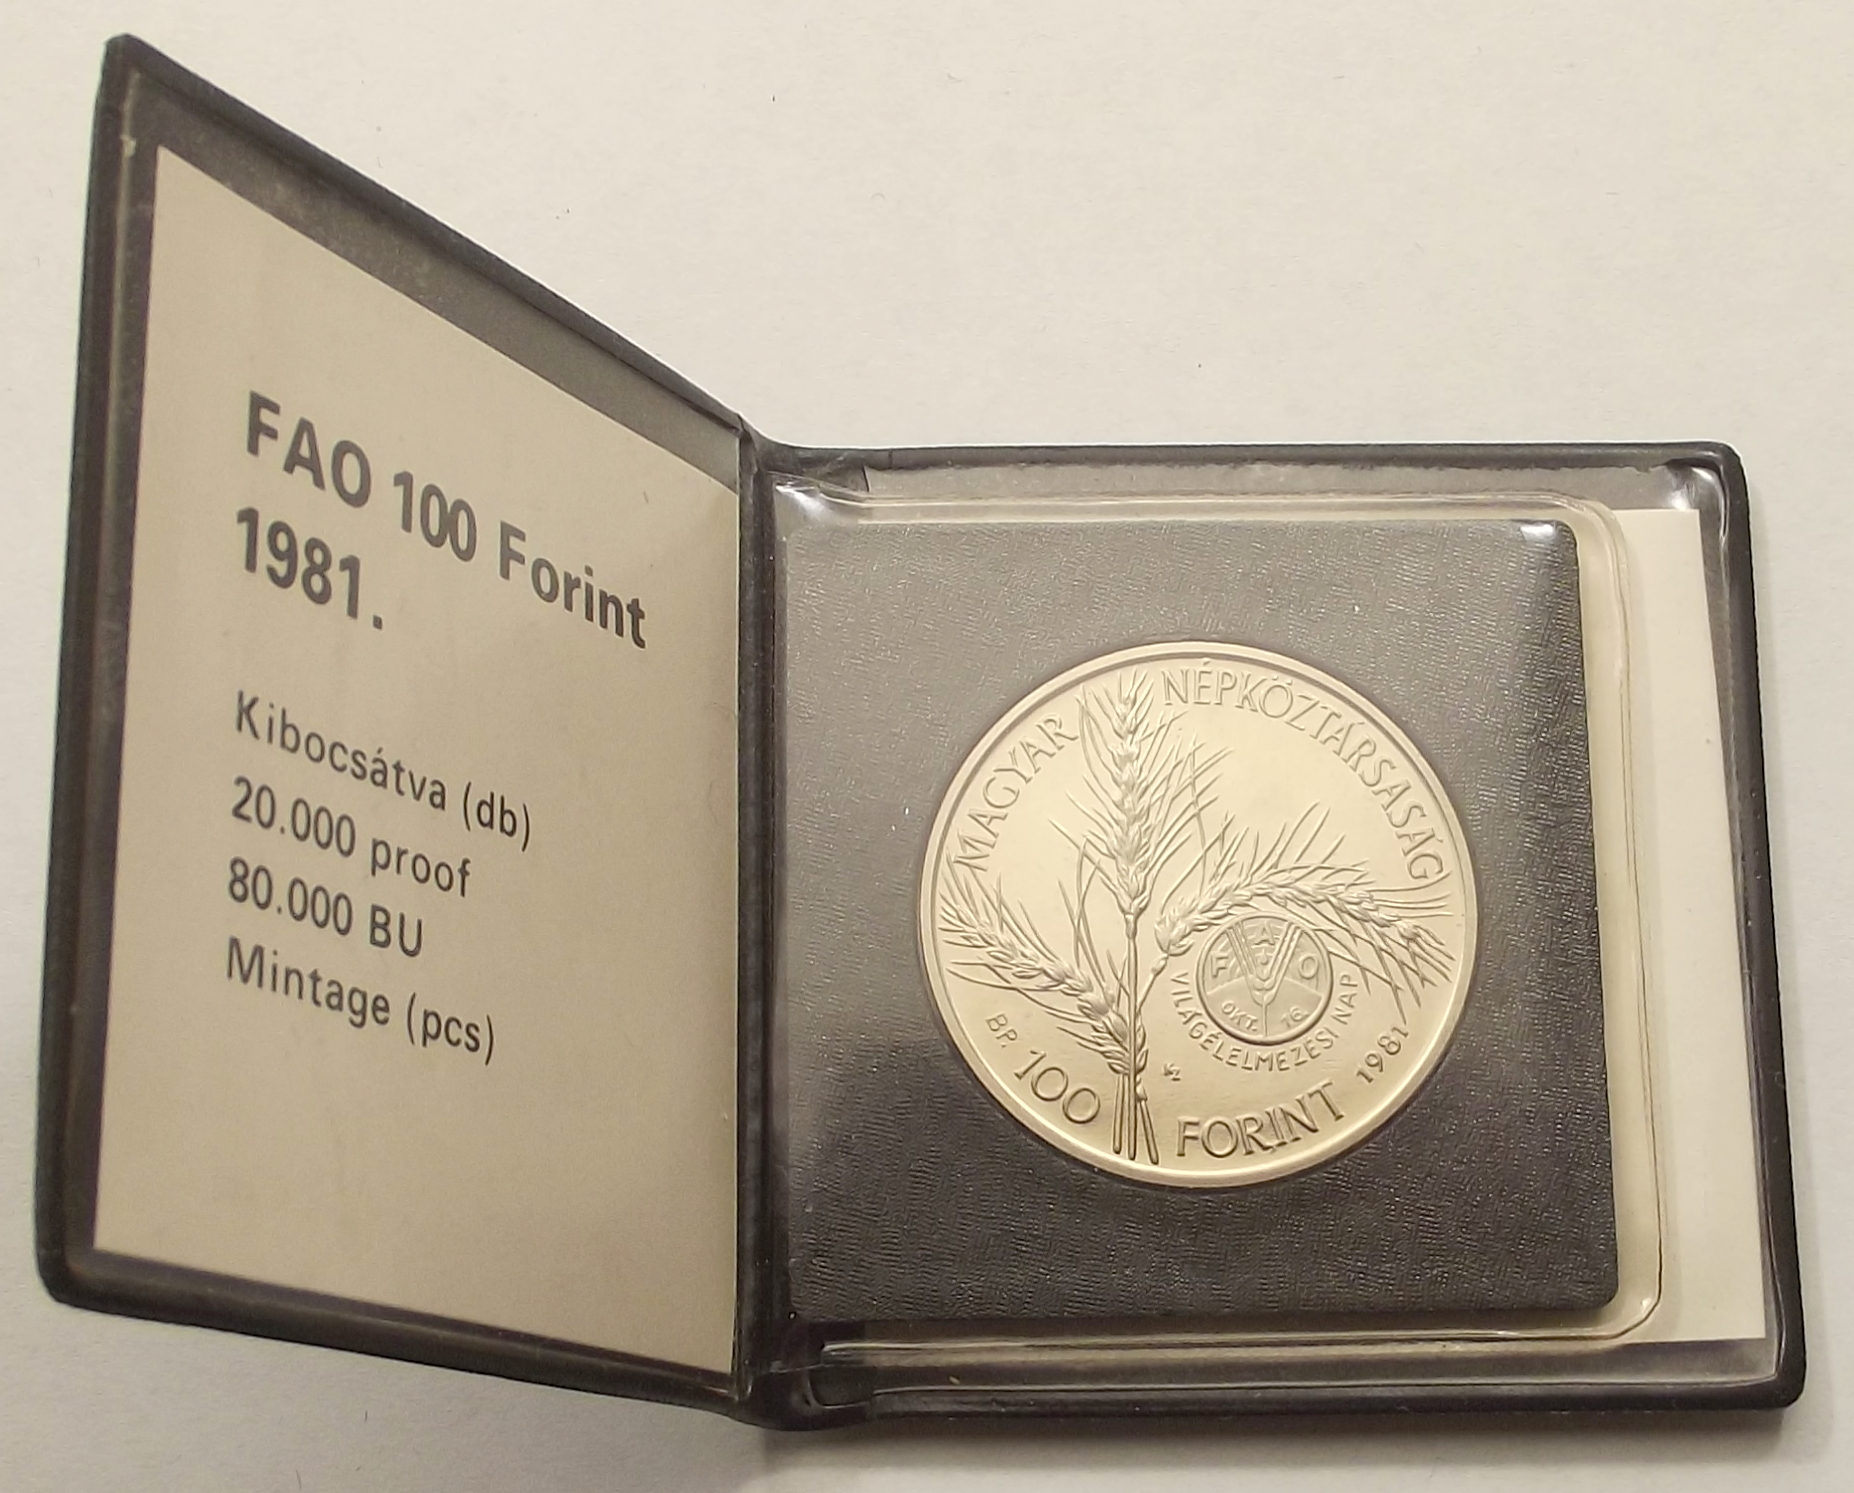 FAO 100 Forint
1981.
Kibocsátva (db)
20.000 proof
80.000 BU
Mintage (pcs)
MAGYAR NÉPKÖZTÁRSASÁG
FAO
OKT. 16.
VILÁGÉLELMEZÉSI NAP
BP. 100 FORINT 1981